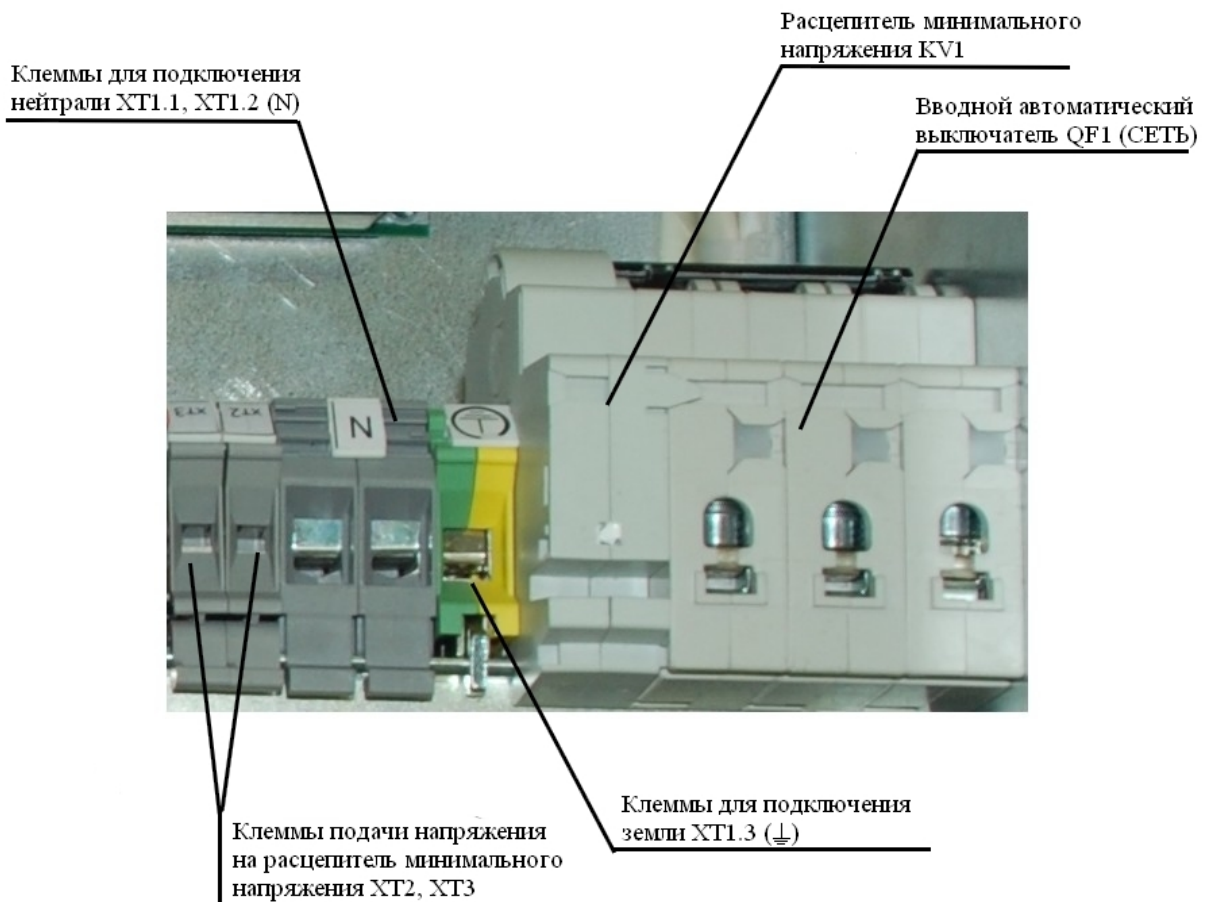 Расцепитель минимального
напряжения KV1
Клеммы для подключения
нейтрали XT1.1, XT1.2 (N)
Вводной автоматический
выключатель QF1 (СЕТЬ)
XT3
XT2
N
Клеммы для подключения
земли XT1.3 (⏚)
Клеммы подачи напряжения
на расцепитель минимального
напряжения XT2, XT3